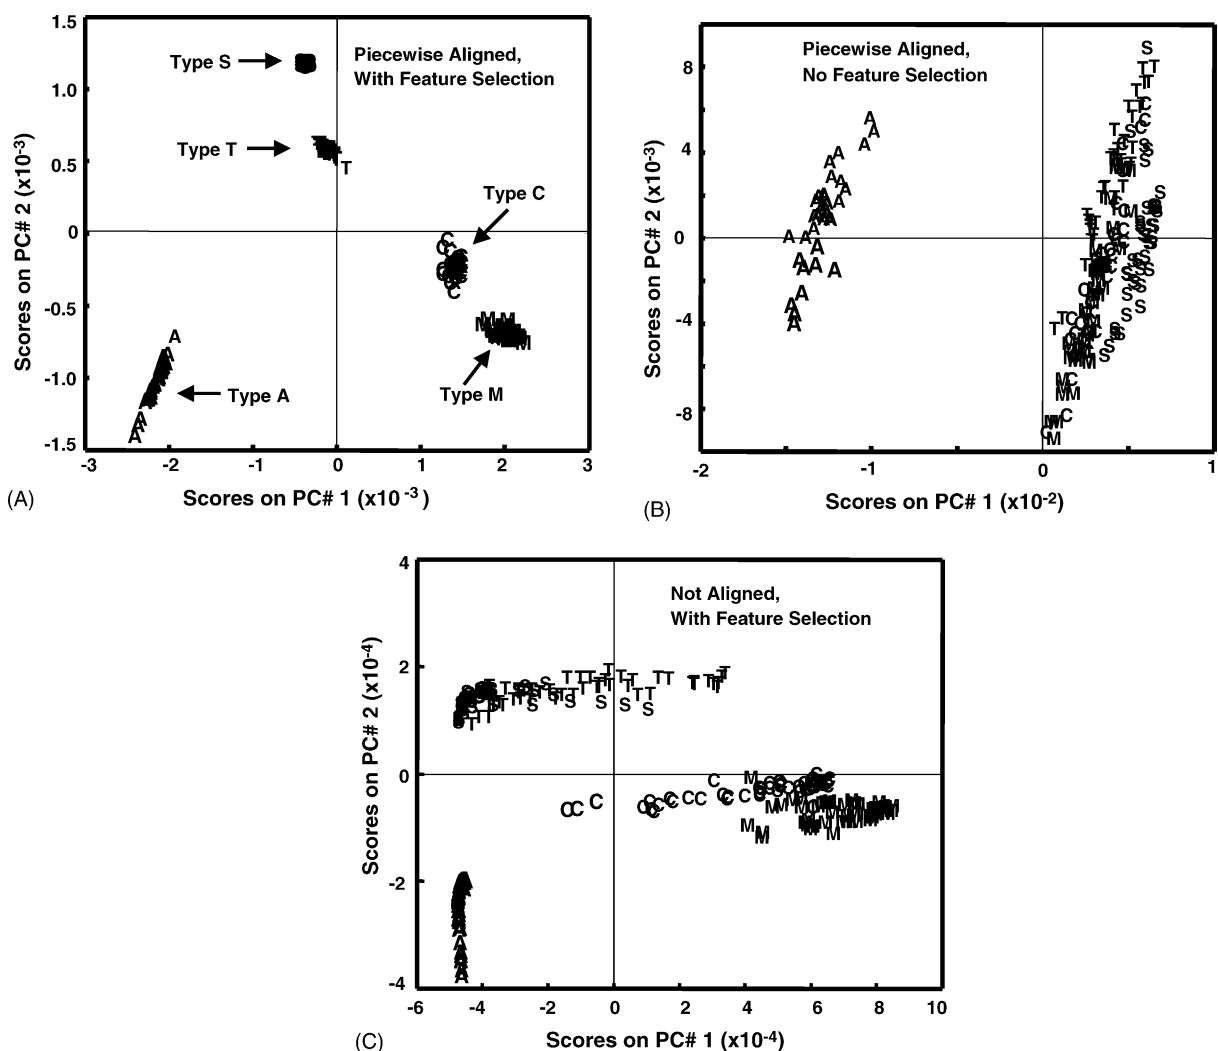 1.5
1.0
0.5
0
-0.5
-1.0
-1.5
Scores on PC# 2 (x10-3)
Type S
Piecewise Aligned,
With Feature Selection
Type T
T
Type C
Type M
Type A
A
-3 -2 -1 0 1 2 3
Scores on PC# 1 (x10-3)
(A)
8
4
0
-4
-8
Scores on PC# 2 (x10-3)
Piecewise Aligned,
No Feature Selection
-2 -1 0 1
Scores on PC# 1 (x10-2)
(B)
4
2
0
-2
-4
Scores on PC# 2 (x10-4)
Not Aligned,
With Feature Selection
-6 -4 -2 0 2 4 6 8 10
Scores on PC# 1 (x10-4)
(C)